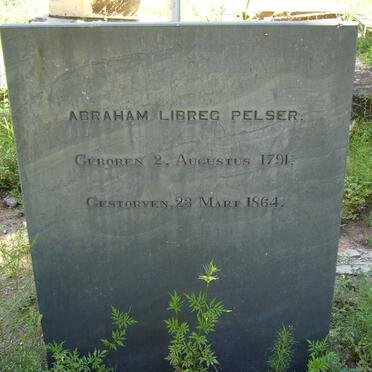 ABRAHAM LIBREG PELSER.
GEBOREN 2, AUGUSTUS 1791;
GESTORVEN, 23 MART 1864.